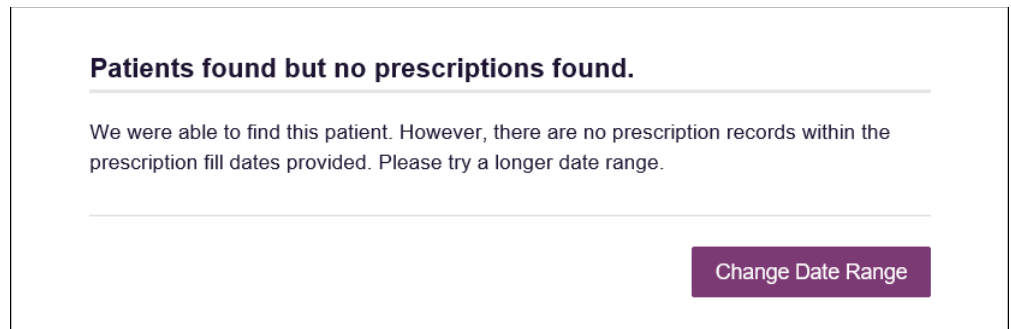 Patients found but no prescriptions found.
We were able to find this patient. However, there are no prescription records within the
prescription fill dates provided. Please try a longer date range.
Change Date Range